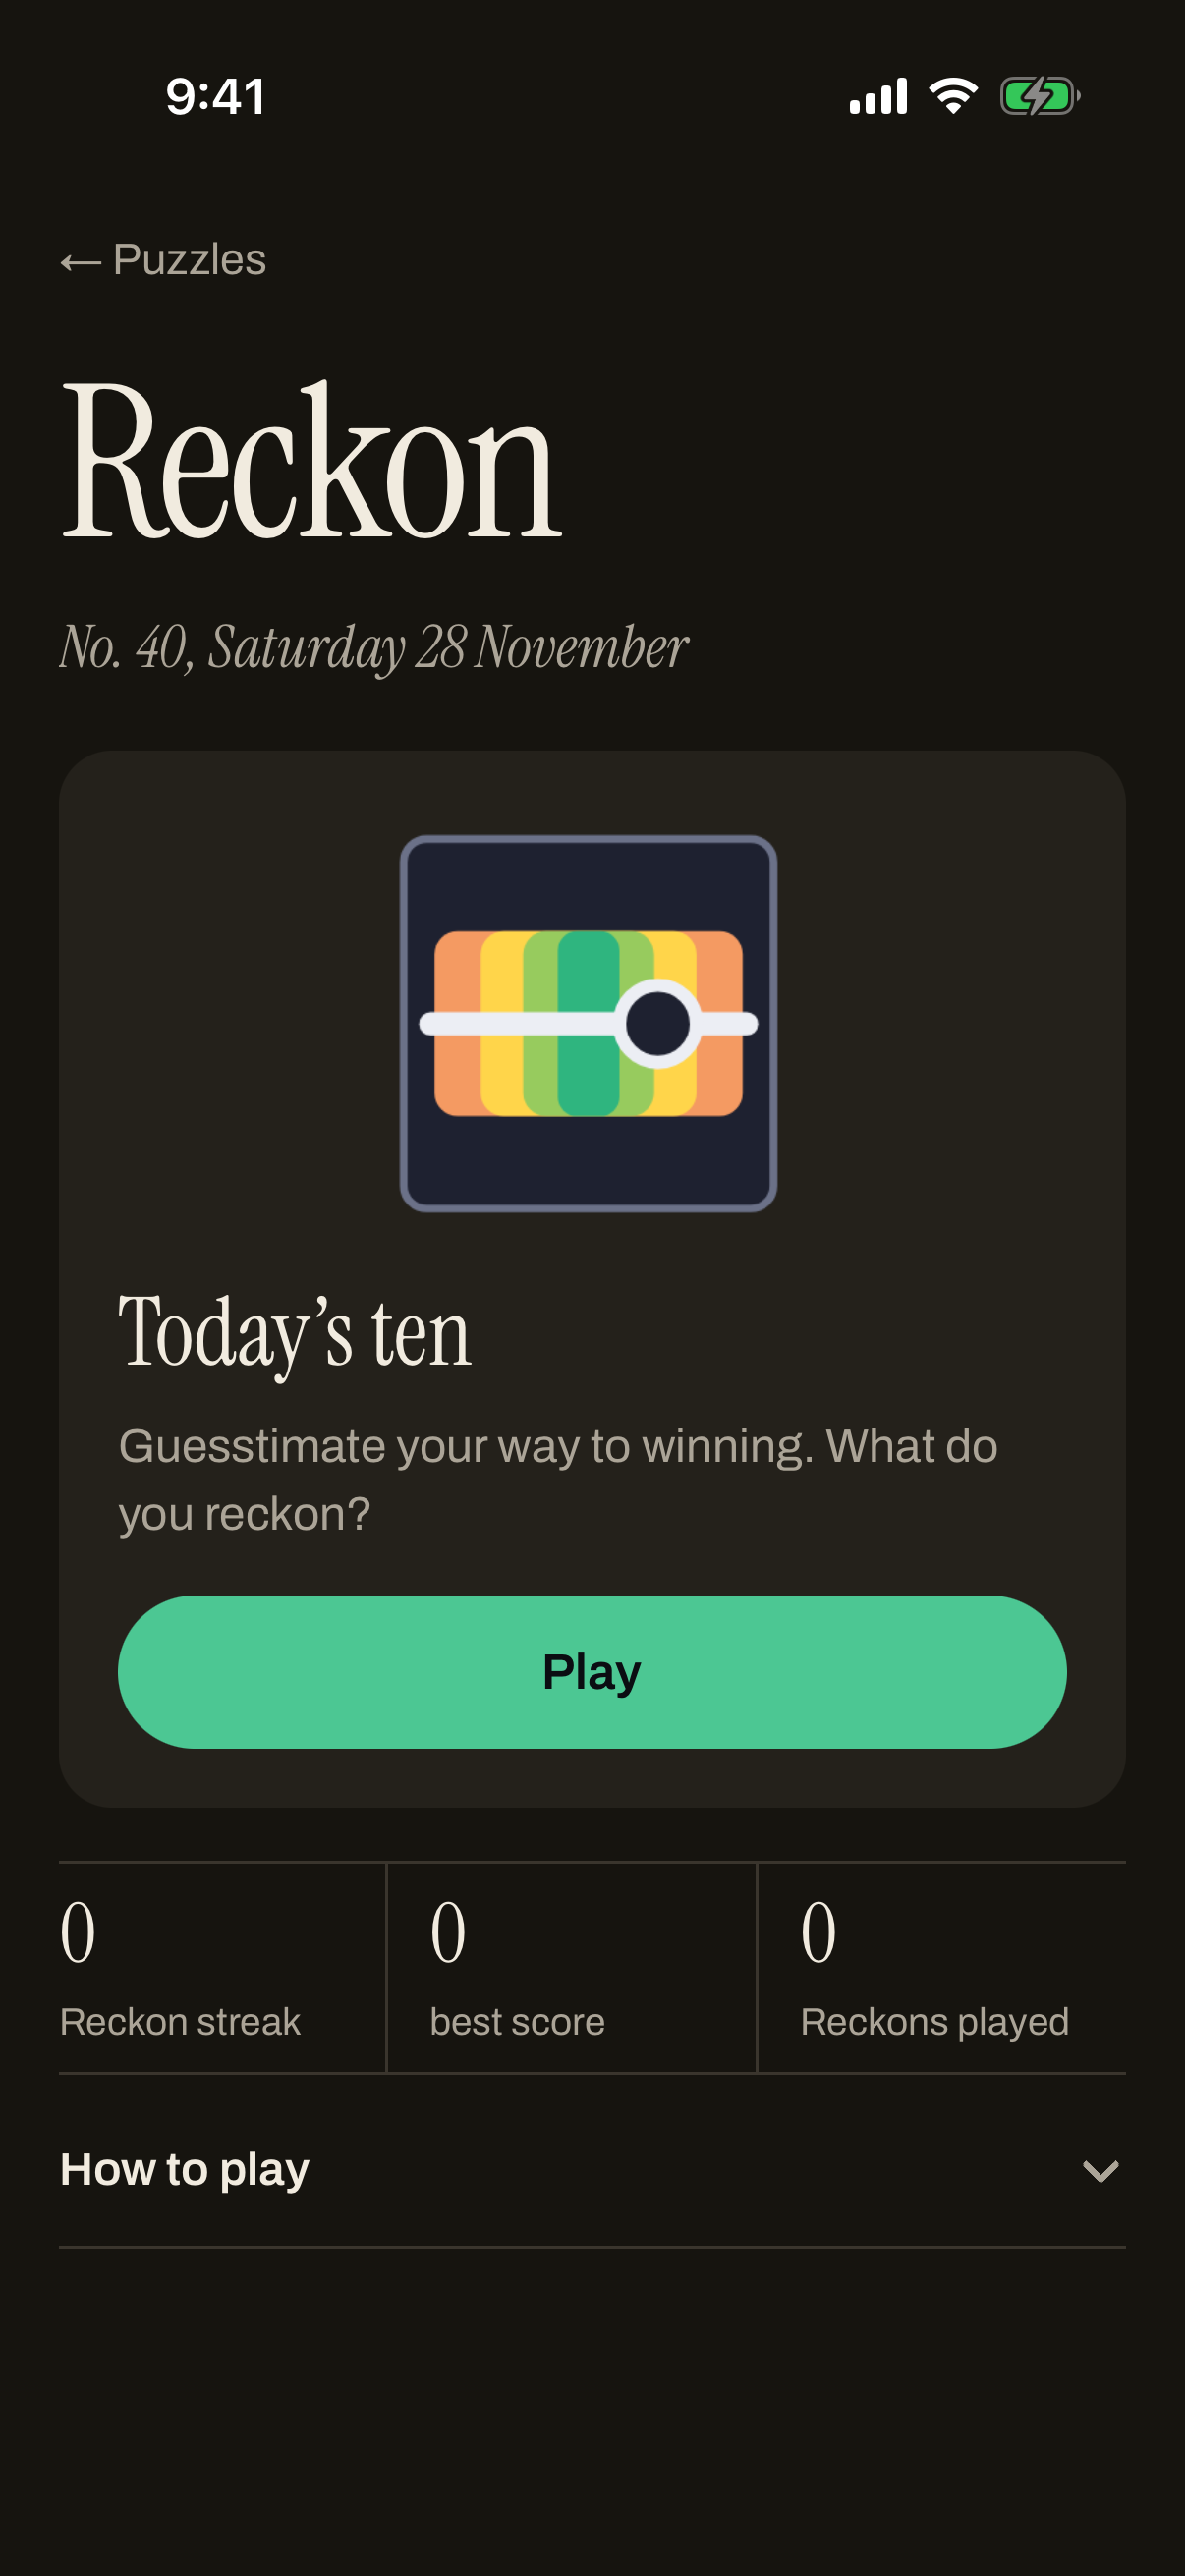 9:41
← Puzzles
Reckon
No. 40, Saturday 28 November
Today’s ten
Guesstimate your way to winning. What do
you reckon?
Play
0 0 0
Reckon streak best score Reckons played
How to play